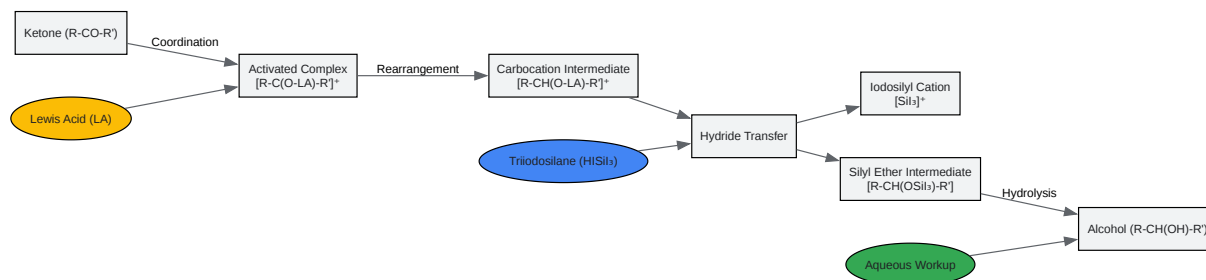 Ketone (R-CO-R')
Coordination
Lewis Acid (LA)
Activated Complex
[R-C(O-LA)-R']⁺
Rearrangement
Carbocation Intermediate
[R-CH(O-LA)-R']⁺
Triiodosilane (HISiI₃)
Hydride Transfer
Iodosilyl Cation
[SiI₃]⁺
Silyl Ether Intermediate
[R-CH(OSiI₃)-R']
Hydrolysis
Aqueous Workup
Alcohol (R-CH(OH)-R')